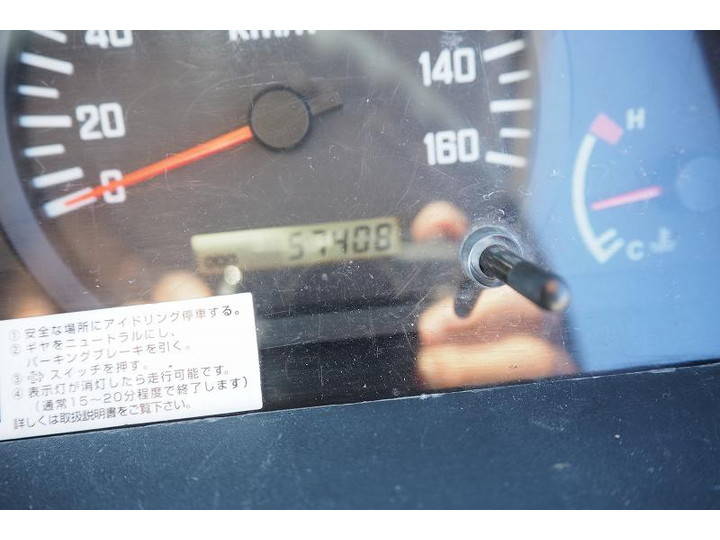 40
km/h
140
20
160
0
H
C
ODO 57408
① 安全な場所にアイドリング停車する。
② ギヤをニュートラルにし、
パーキングブレーキを引く。
③ スイッチを押す。
④ 表示灯が消灯したら走行可能です。
(通常15～20分程度で終了します)
詳しくは取扱説明書をご覧下さい。